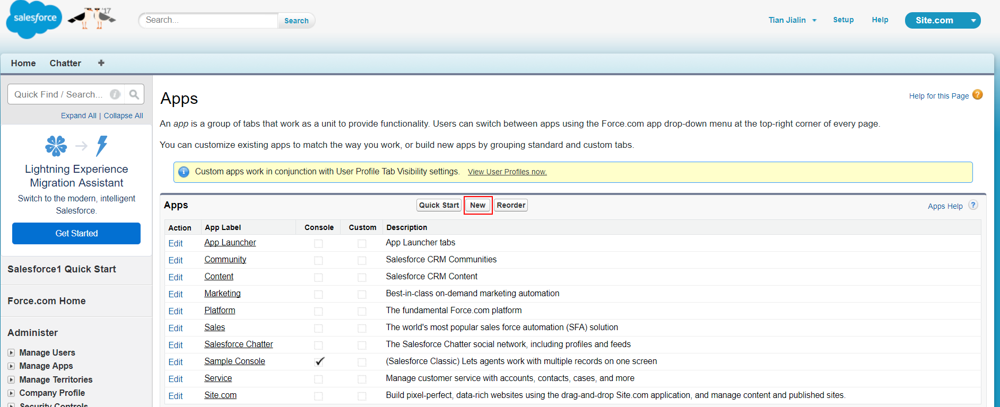 salesforce
'17
Search...
Search
Tian Jialin
Setup
Help
Site.com
Home
Chatter
+
Quick Find / Search...
Expand All | Collapse All
Lightning Experience
Migration Assistant
Switch to the modern, intelligent
Salesforce.
Get Started
Salesforce1 Quick Start
Force.com Home
Administer
Manage Users
Manage Apps
Manage Territories
Company Profile
Security Controls
Apps
Help for this Page ?
An app is a group of tabs that work as a unit to provide functionality. Users can switch between apps using the Force.com app drop-down menu at the top-right corner of every page.
You can customize existing apps to match the way you work, or build new apps by grouping standard and custom tabs.
Custom apps work in conjunction with User Profile Tab Visibility settings. View User Profiles now.
Apps
Quick Start
New
Reorder
Apps Help ?
Action App Label Console Custom Description
Edit App Launcher App Launcher tabs
Edit Community Salesforce CRM Communities
Edit Content Salesforce CRM Content
Edit Marketing Best-in-class on-demand marketing automation
Edit Platform The fundamental Force.com platform
Edit Sales The world's most popular sales force automation (SFA) solution
Edit Salesforce Chatter The Salesforce Chatter social network, including profiles and feeds
Edit Sample Console (Salesforce Classic) Lets agents work with multiple records on one screen
Edit Service Manage customer service with accounts, contacts, cases, and more
Edit Site.com Build pixel-perfect, data-rich websites using the drag-and-drop Site.com application, and manage content and published sites.